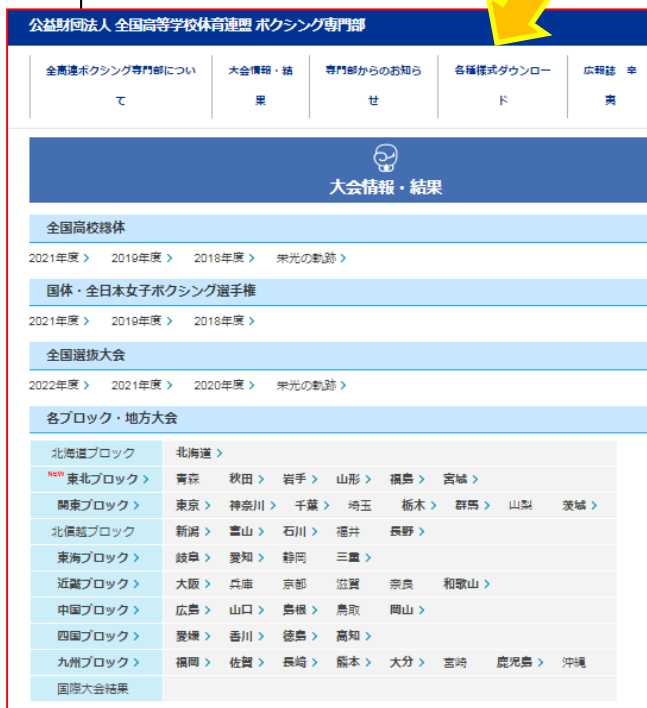 公益財団法人 全国高等学校体育連盟 ボクシング専門部
全高連ボクシング専門部につい 大会情報・結 専門部からのお知ら 各種様式ダウンロー 広報誌 辛
て 果 せ ド 夷
大会情報・結果
全国高校総体
2021年度 > 2019年度 > 2018年度 > 栄光の軌跡 >
国体・全日本女子ボクシング選手権
2021年度 > 2019年度 > 2018年度 >
全国選抜大会
2022年度 > 2021年度 > 2020年度 > 栄光の軌跡 >
各ブロック・地方大会
北海道ブロック 北海道 >
NEW 東北ブロック > 青森 秋田 > 岩手 > 山形 > 福島 > 宮城 >
関東ブロック > 東京 > 神奈川 > 千葉 > 埼玉 栃木 > 群馬 > 山梨 茨城 >
北信越ブロック 新潟 > 富山 > 石川 > 福井 長野 >
東海ブロック > 岐阜 > 愛知 > 静岡 三重 >
近畿ブロック > 大阪 > 兵庫 京都 滋賀 奈良 和歌山 >
中国ブロック > 広島 > 山口 > 島根 > 鳥取 岡山 >
四国ブロック > 愛媛 > 香川 > 徳島 > 高知 >
九州ブロック > 福岡 > 佐賀 > 長崎 > 熊本 > 大分 > 宮崎 鹿児島 > 沖縄
国際大会結果